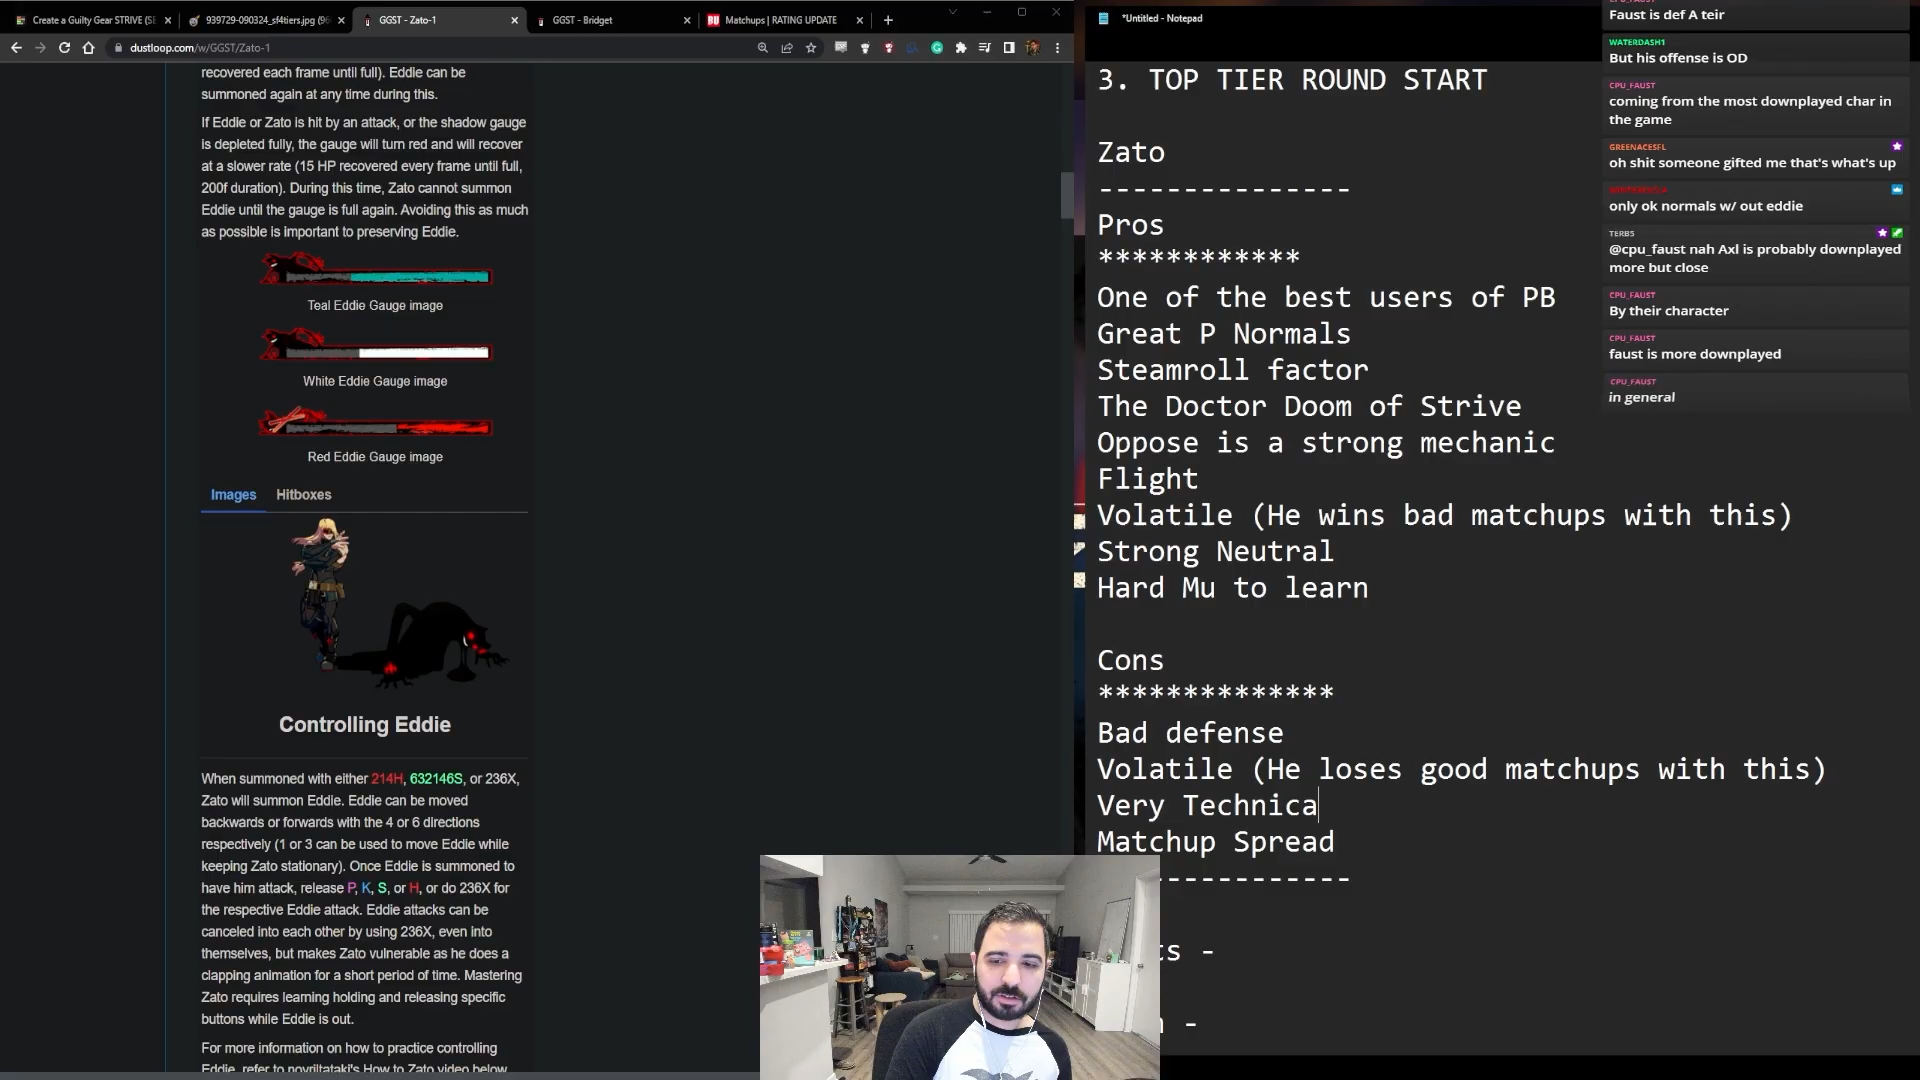 Create a Guilty Gear STRIVE (SE
939729-090324_sf4tiers.jpg (96
GGST - Zato-1
GGST - Bridget
Matchups | RATING UPDATE
dustloop.com/w/GGST/Zato-1
recovered each frame until full). Eddie can be
summoned again at any time during this.
If Eddie or Zato is hit by an attack, or the shadow gauge
is depleted fully, the gauge will turn red and will recover
at a slower rate (15 HP recovered every frame until full,
200f duration). During this time, Zato cannot summon
Eddie until the gauge is full again. Avoiding this as much
as possible is important to preserving Eddie.
Teal Eddie Gauge image
White Eddie Gauge image
Red Eddie Gauge image
Images Hitboxes
Controlling Eddie
When summoned with either 214H, 632146S, or 236X,
Zato will summon Eddie. Eddie can be moved
backwards or forwards with the 4 or 6 directions
respectively (1 or 3 can be used to move Eddie while
keeping Zato stationary). Once Eddie is summoned to
have him attack, release P, K, S, or H, or do 236X for
the respective Eddie attack. Eddie attacks can be
canceled into each other by using 236X, even into
themselves, but makes Zato vulnerable as he does a
clapping animation for a short period of time. Mastering
Zato requires learning holding and releasing specific
buttons while Eddie is out.
For more information on how to practice controlling
Eddie, refer to novriltataki's How to Zato video below
*Untitled - Notepad
3. TOP TIER ROUND START
Zato
---------------
Pros
************
One of the best users of PB
Great P Normals
Steamroll factor
The Doctor Doom of Strive
Oppose is a strong mechanic
Flight
Volatile (He wins bad matchups with this)
Strong Neutral
Hard Mu to learn
Cons
**************
Bad defense
Volatile (He loses good matchups with this)
Very Technica
Matchup Spread
------------
ts -
-
Faust is def A teir
WATERDASH1
But his offense is OD
CPU_FAUST
coming from the most downplayed char in
the game
GREENACESFL
oh shit someone gifted me that's what's up
only ok normals w/ out eddie
TERB5
@cpu_faust nah Axl is probably downplayed
more but close
CPU_FAUST
By their character
CPU_FAUST
faust is more downplayed
CPU_FAUST
in general